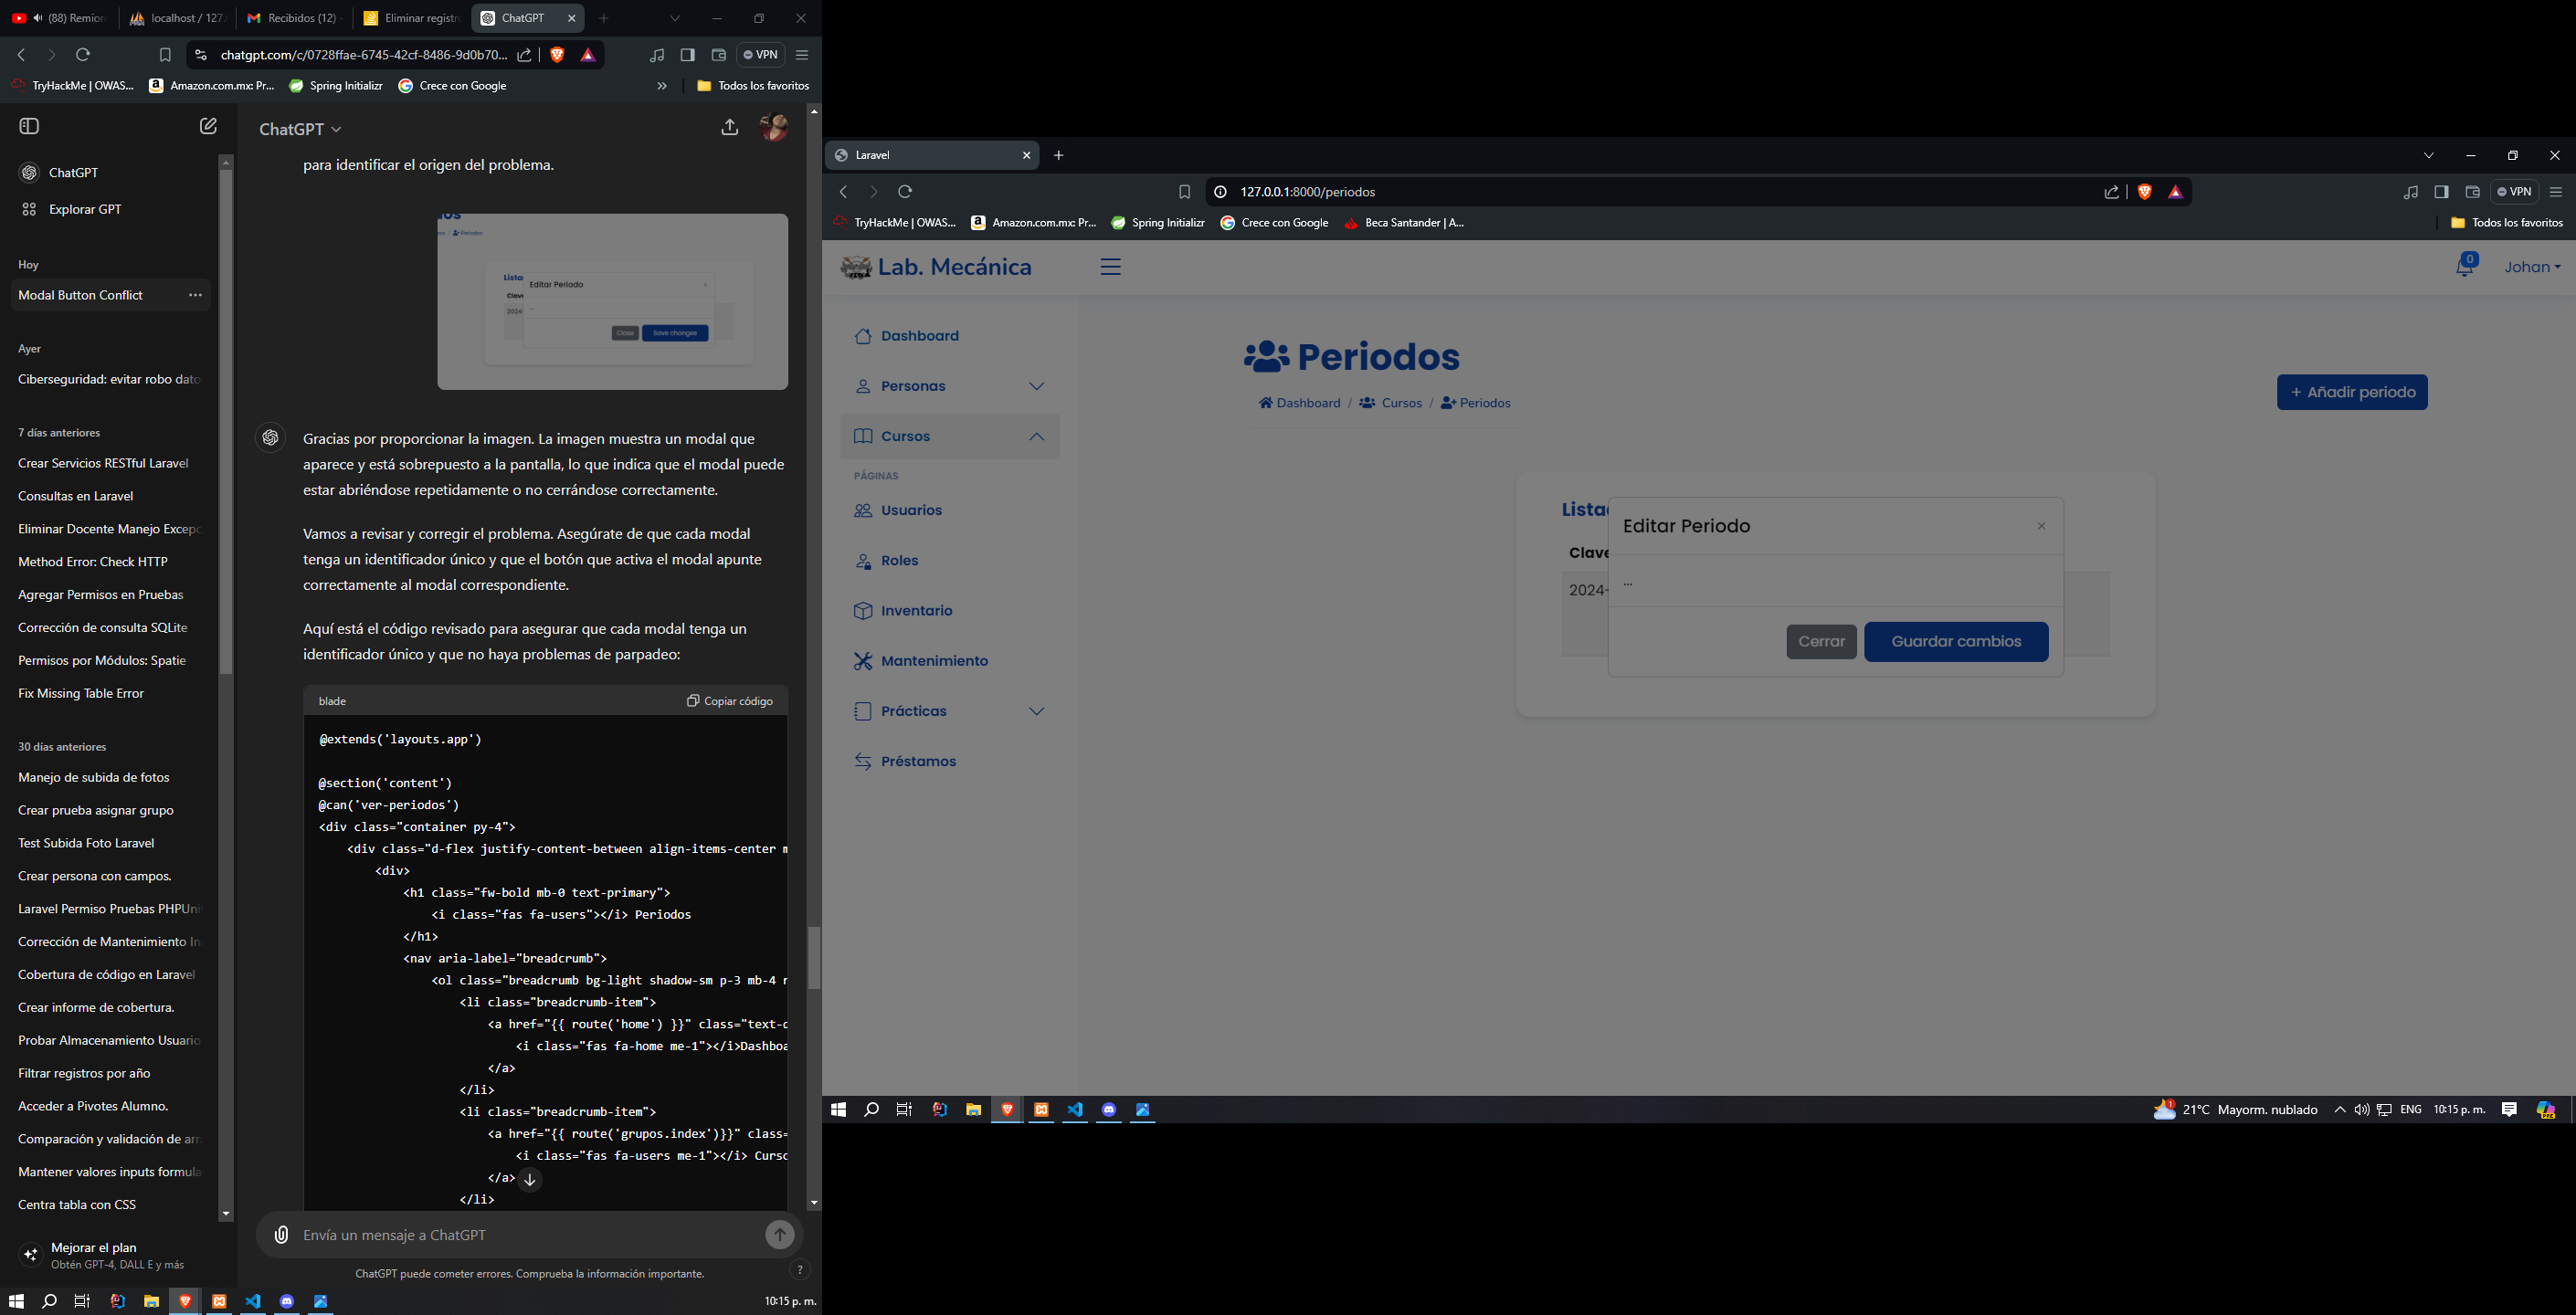 (88) Remior
localhost / 127.
Recibidos (12) -
Eliminar registro
ChatGPT
chatgpt.com/c/0728ffae-6745-42cf-8486-9d0b70...
VPN
TryHackMe | OWAS...
Amazon.com.mx: Pr...
Spring Initializr
Crece con Google
»
Todos los favoritos
ChatGPT
Explorar GPT
Hoy
Modal Button Conflict
Ayer
Ciberseguridad: evitar robo dato
7 días anteriores
Crear Servicios RESTful Laravel
Consultas en Laravel
Eliminar Docente Manejo Excepc
Method Error: Check HTTP
Agregar Permisos en Pruebas
Corrección de consulta SQLite
Permisos por Módulos: Spatie
Fix Missing Table Error
30 días anteriores
Manejo de subida de fotos
Crear prueba asignar grupo
Test Subida Foto Laravel
Crear persona con campos.
Laravel Permiso Pruebas PHPUni
Corrección de Mantenimiento In
Cobertura de código en Laravel
Crear informe de cobertura.
Probar Almacenamiento Usuario
Filtrar registros por año
Acceder a Pivotes Alumno.
Comparación y validación de arra
Mantener valores inputs formula
Centra tabla con CSS
Mejorar el plan
Obtén GPT-4, DALL E y más
ChatGPT
para identificar el origen del problema.
Periodos
Lista
Editar Periodo
Clave
2024-
...
Close
Save changes
Gracias por proporcionar la imagen. La imagen muestra un modal que
aparece y está sobrepuesto a la pantalla, lo que indica que el modal puede
estar abriéndose repetidamente o no cerrándose correctamente.
Vamos a revisar y corregir el problema. Asegúrate de que cada modal
tenga un identificador único y que el botón que activa el modal apunte
correctamente al modal correspondiente.
Aquí está el código revisado para asegurar que cada modal tenga un
identificador único y que no haya problemas de parpadeo:
blade
Copiar código
@extends('layouts.app')
@section('content')
@can('ver-periodos')
<div class="container py-4">
<div class="d-flex justify-content-between align-items-center m
<div>
<h1 class="fw-bold mb-0 text-primary">
<i class="fas fa-users"></i> Periodos
</h1>
<nav aria-label="breadcrumb">
<ol class="breadcrumb bg-light shadow-sm p-3 mb-4 r
<li class="breadcrumb-item">
<a href="{{ route('home') }}" class="text-d
<i class="fas fa-home me-1"></i>Dashboa
</a>
</li>
<li class="breadcrumb-item">
<a href="{{ route('grupos.index')}}" class=
<i class="fas fa-users me-1"></i> Curso
</a>
</li>
Envía un mensaje a ChatGPT
ChatGPT puede cometer errores. Comprueba la información importante.
?
10:15 p. m.
Laravel
127.0.0.1:8000/periodos
VPN
TryHackMe | OWAS...
Amazon.com.mx: Pr...
Spring Initializr
Crece con Google
Beca Santander | A...
Todos los favoritos
Lab. Mecánica
0
Johan
Dashboard
Personas
Cursos
PÁGINAS
Usuarios
Roles
Inventario
Mantenimiento
Prácticas
Préstamos
Periodos
Dashboard / Cursos / Periodos
+ Añadir periodo
Lista
Clave
2024-
Editar Periodo
×
...
Cerrar
Guardar cambios
1
21°C Mayorm. nublado
ENG
10:15 p. m.
PRE